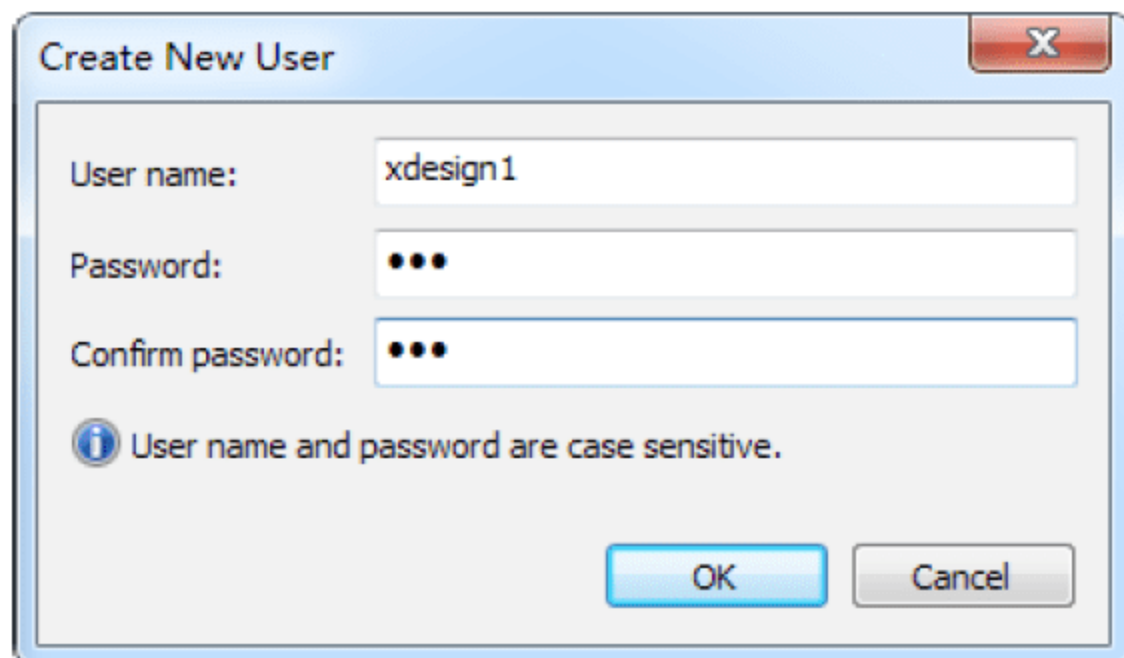 Create New User
User name: xdesign1
Password: •••
Confirm password: •••
User name and password are case sensitive.
OK Cancel